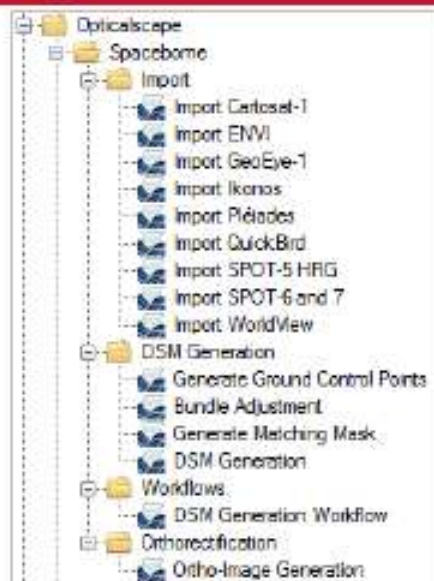 Opticalscape
Spaceborne
Import
Import Cartosat-1
Import ENVI
Import GeoEye-1
Import Ikonos
Import Pléiades
Import QuickBird
Import SPOT-5 HRG
Import SPOT-6 and 7
Import WorldView
DSM Generation
Generate Ground Control Points
Bundle Adjustment
Generate Matching Mask
DSM Generation
Workflows
DSM Generation Workflow
Orthorectification
Ortho-Image Generation